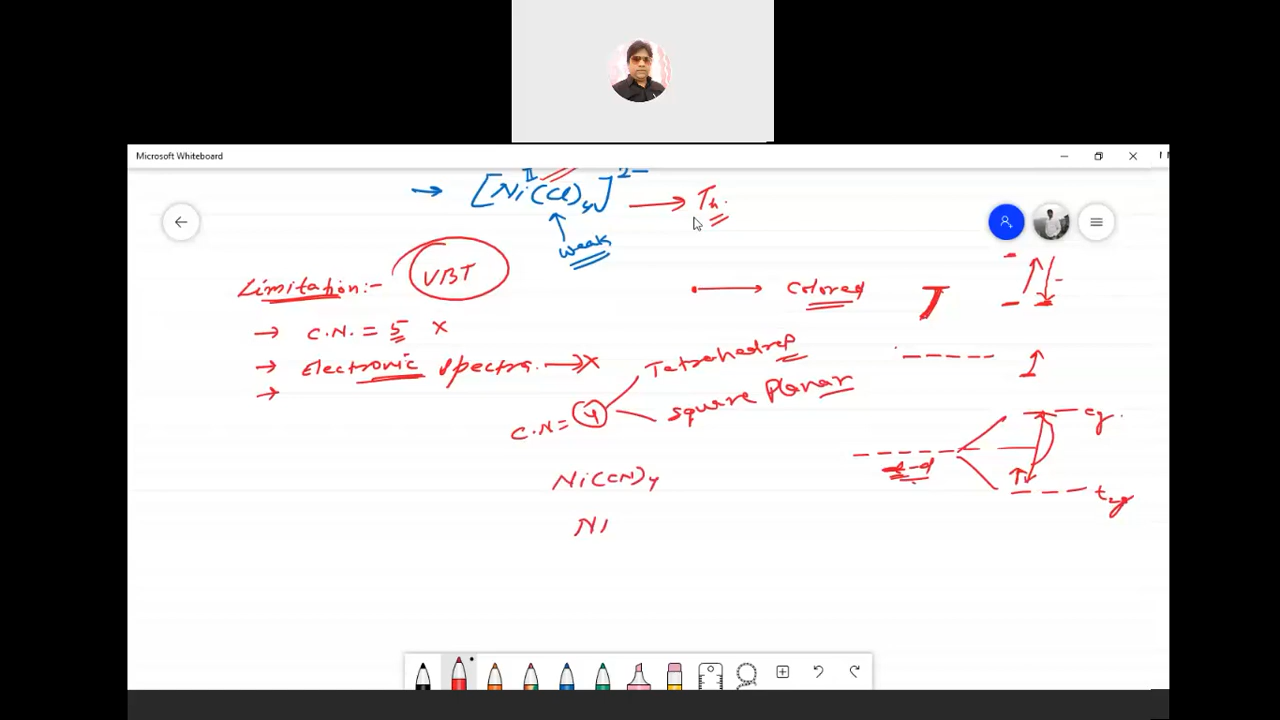 Microsoft Whiteboard
→ [Ni(Cl)4]2- → Th.
II
weak
Limitation:- VBT
→ colored
→ C.N. = 5 x
→ Electronic spectra. → x
→
Tetrahedral
C.N = 4
square planar
eg.
d-d
t2g
Ni(CN)4
Ni